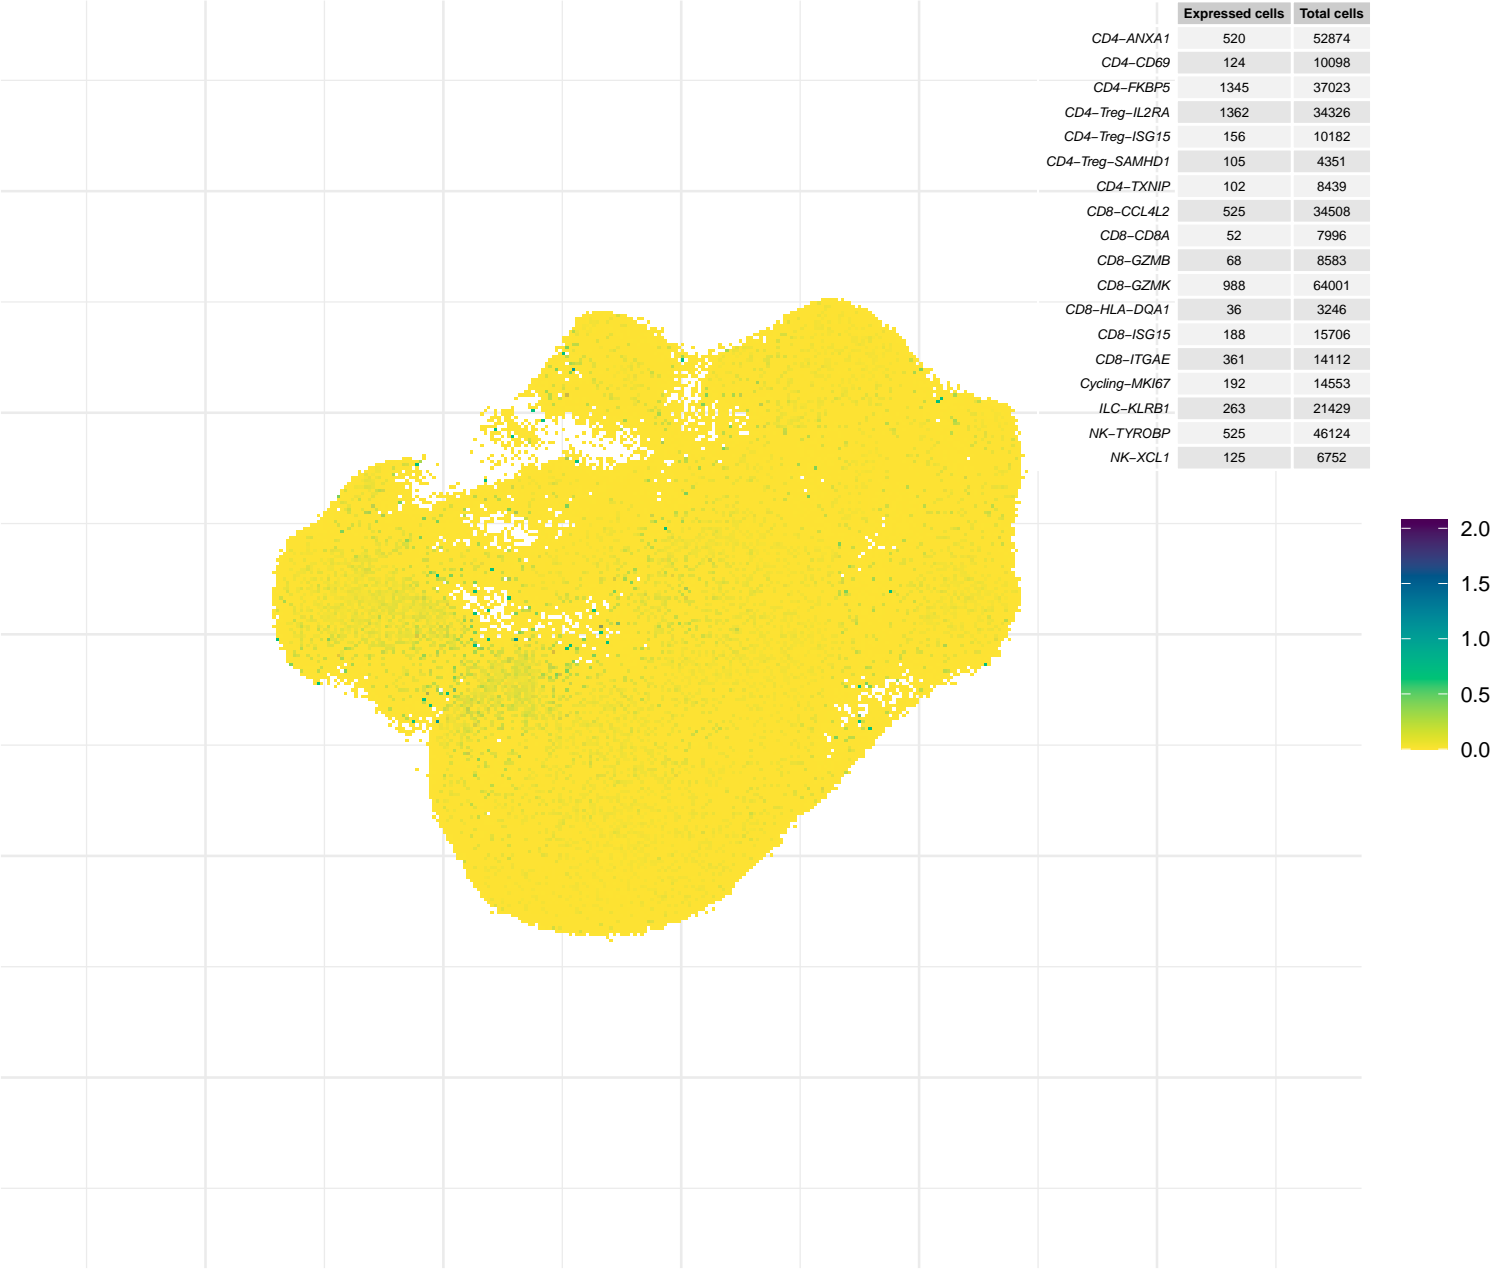 Expressed cells Total cells
CD4−ANXA1 520 52874
CD4−CD69 124 10098
CD4−FKBP5 1345 37023
CD4−Treg−IL2RA 1362 34326
CD4−Treg−ISG15 156 10182
CD4−Treg−SAMHD1 105 4351
CD4−TXNIP 102 8439
CD8−CCL4L2 525 34508
CD8−CD8A 52 7996
CD8−GZMB 68 8583
CD8−GZMK 988 64001
CD8−HLA−DQA1 36 3246
CD8−ISG15 188 15706
CD8−ITGAE 361 14112
Cycling−MKI67 192 14553
ILC−KLRB1 263 21429
NK−TYROBP 525 46124
NK−XCL1 125 6752
2.0
1.5
1.0
0.5
0.0